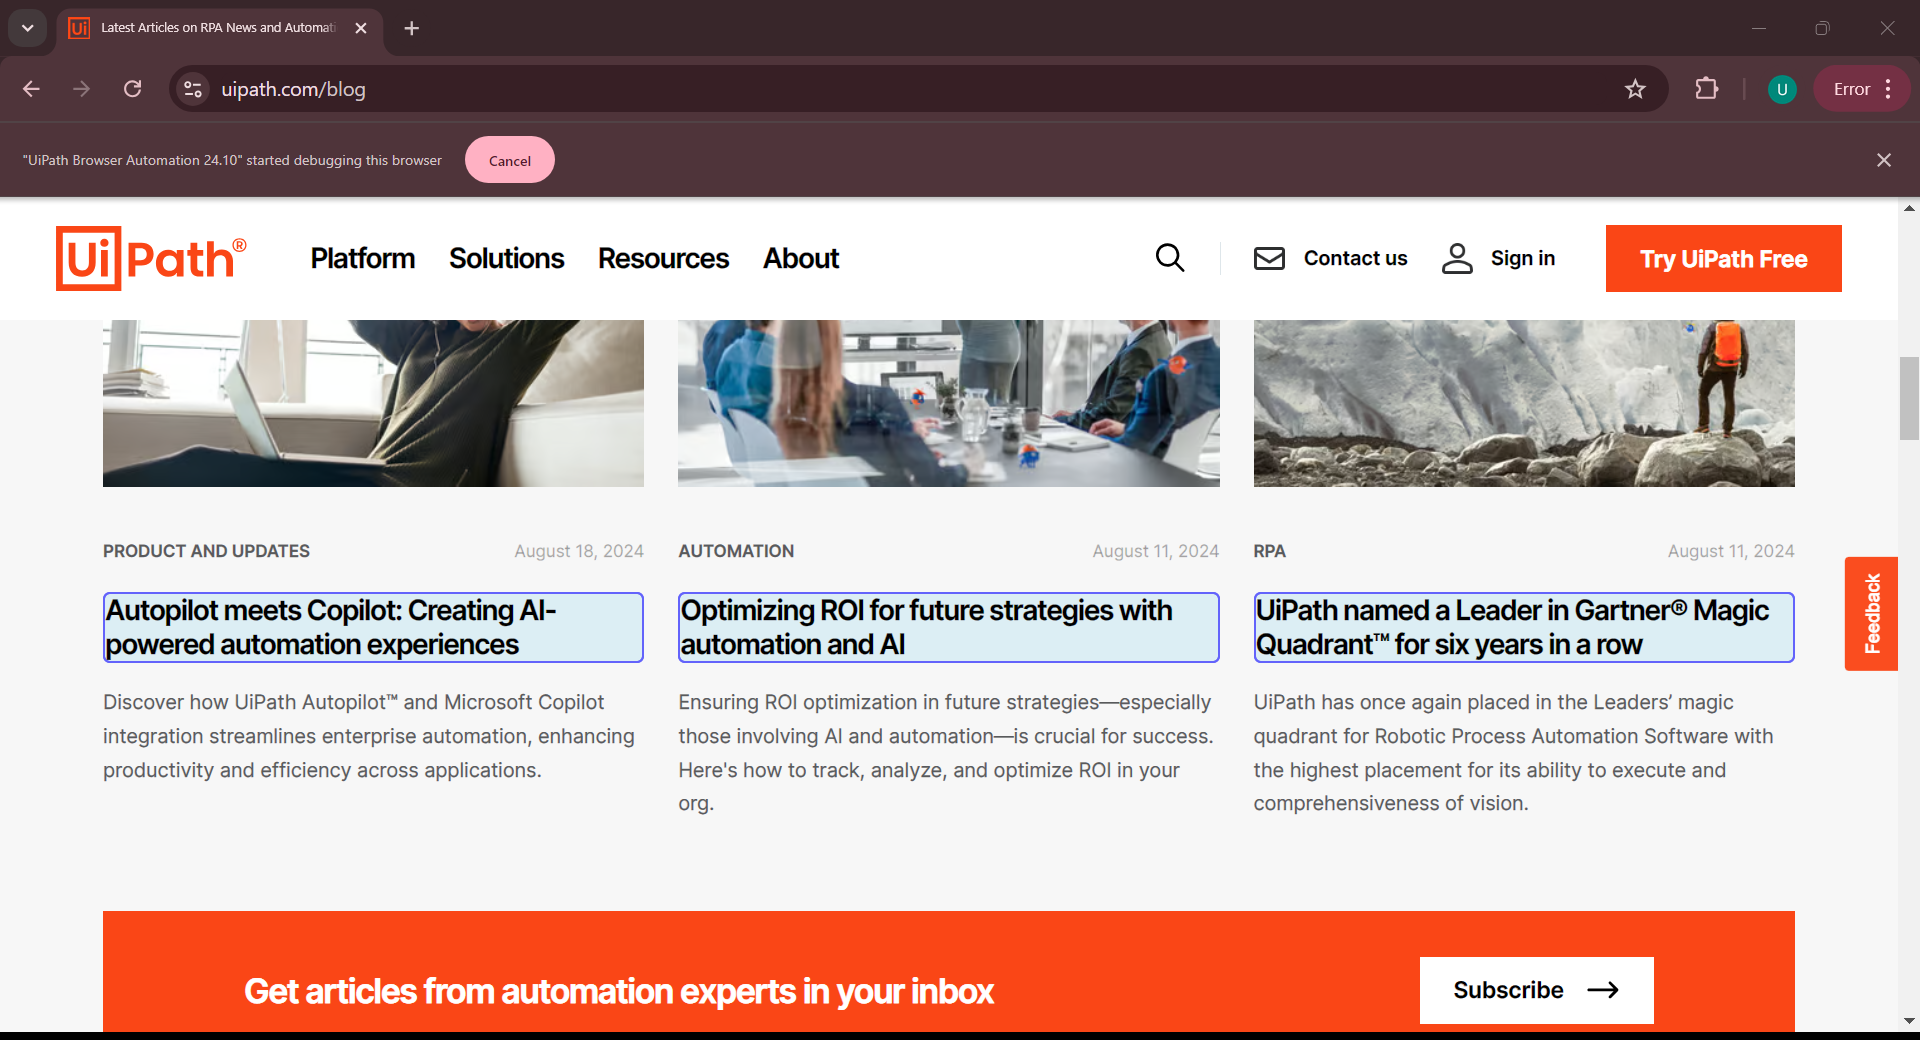 Latest Articles on RPA News and Automati
uipath.com/blog
U
Error
"UiPath Browser Automation 24.10" started debugging this browser
Cancel
UiPath®
Platform
Solutions
Resources
About
Contact us
Sign in
Try UiPath Free
PRODUCT AND UPDATES
August 18, 2024
Autopilot meets Copilot: Creating AI-
powered automation experiences
Discover how UiPath Autopilot™ and Microsoft Copilot
integration streamlines enterprise automation, enhancing
productivity and efficiency across applications.
AUTOMATION
August 11, 2024
Optimizing ROI for future strategies with
automation and AI
Ensuring ROI optimization in future strategies—especially
those involving AI and automation—is crucial for success.
Here's how to track, analyze, and optimize ROI in your
org.
RPA
August 11, 2024
UiPath named a Leader in Gartner® Magic
Quadrant™ for six years in a row
UiPath has once again placed in the Leaders’ magic
quadrant for Robotic Process Automation Software with
the highest placement for its ability to execute and
comprehensiveness of vision.
Feedback
Get articles from automation experts in your inbox
Subscribe